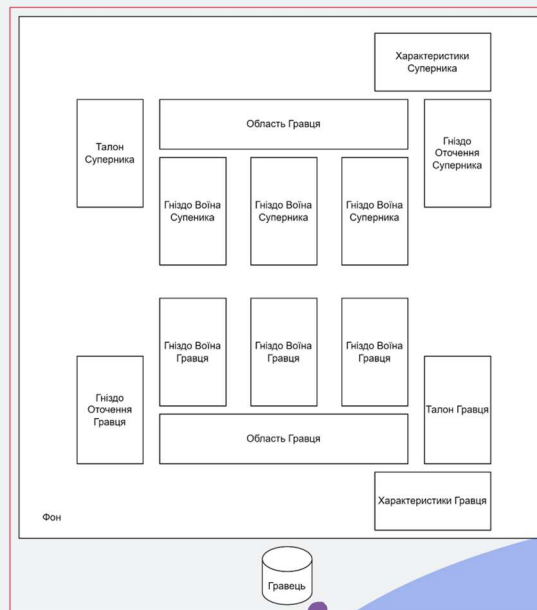 Характеристики
Суперника
Талон
Суперника
Область Гравця
Гніздо
Оточення
Суперника
Гніздо Воїна
Супеника
Гніздо Воїна
Суперника
Гніздо Воїна
Суперника
Гніздо Воїна
Гравця
Гніздо Воїна
Гравця
Гніздо Воїна
Гравця
Гніздо
Оточення
Гравця
Талон Гравця
Область Гравця
Характеристики Гравця
Фон
Гравець